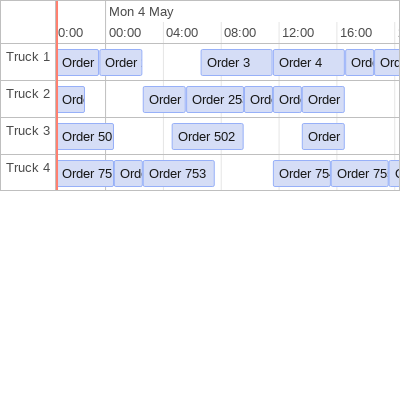 Mon 4 May
0:00 00:00 04:00 08:00 12:00 16:00
Truck 1 Order Order Order 3 Order 4 Ord Ord
Truck 2 Ord Order Order 25 Ord Ord Order
Truck 3 Order 50 Order 502 Order
Truck 4 Order 75 Ord Order 753 Order 75 Order 75